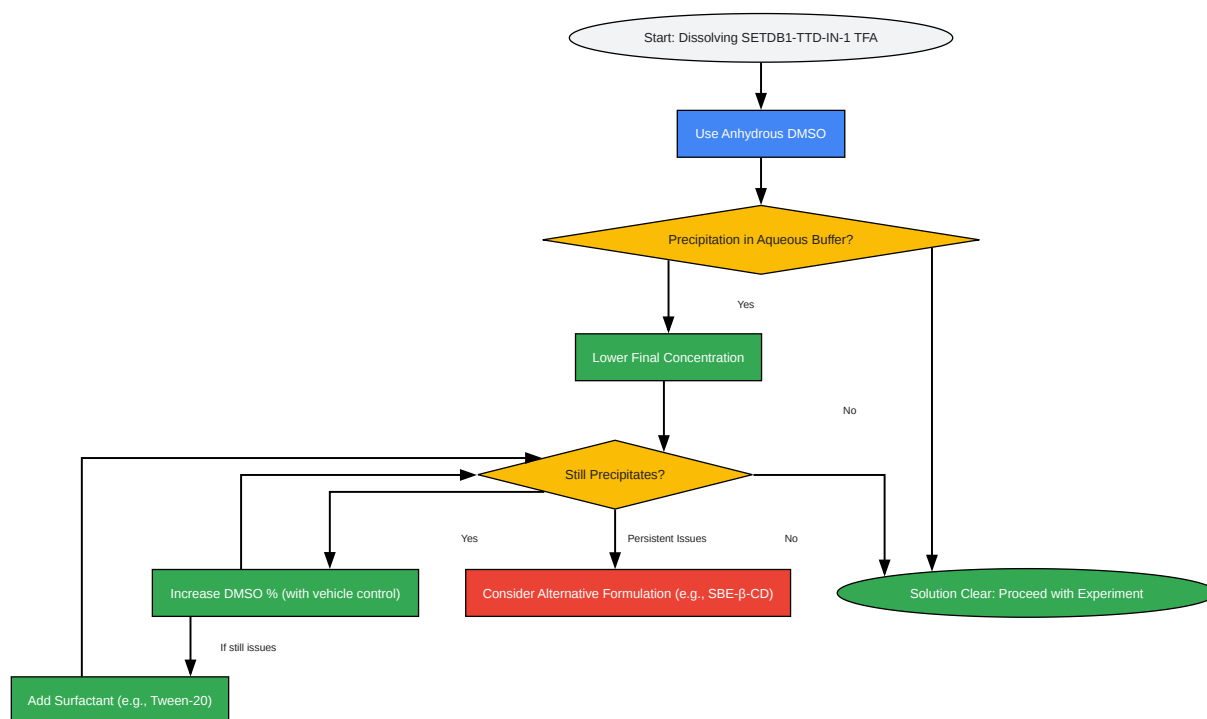 Start: Dissolving SETDB1-TTD-IN-1 TFA
Use Anhydrous DMSO
Precipitation in Aqueous Buffer?
Yes
Lower Final Concentration
No
Still Precipitates?
Yes
Persistent Issues
No
Increase DMSO % (with vehicle control)
Consider Alternative Formulation (e.g., SBE-β-CD)
Solution Clear: Proceed with Experiment
If still issues
Add Surfactant (e.g., Tween-20)